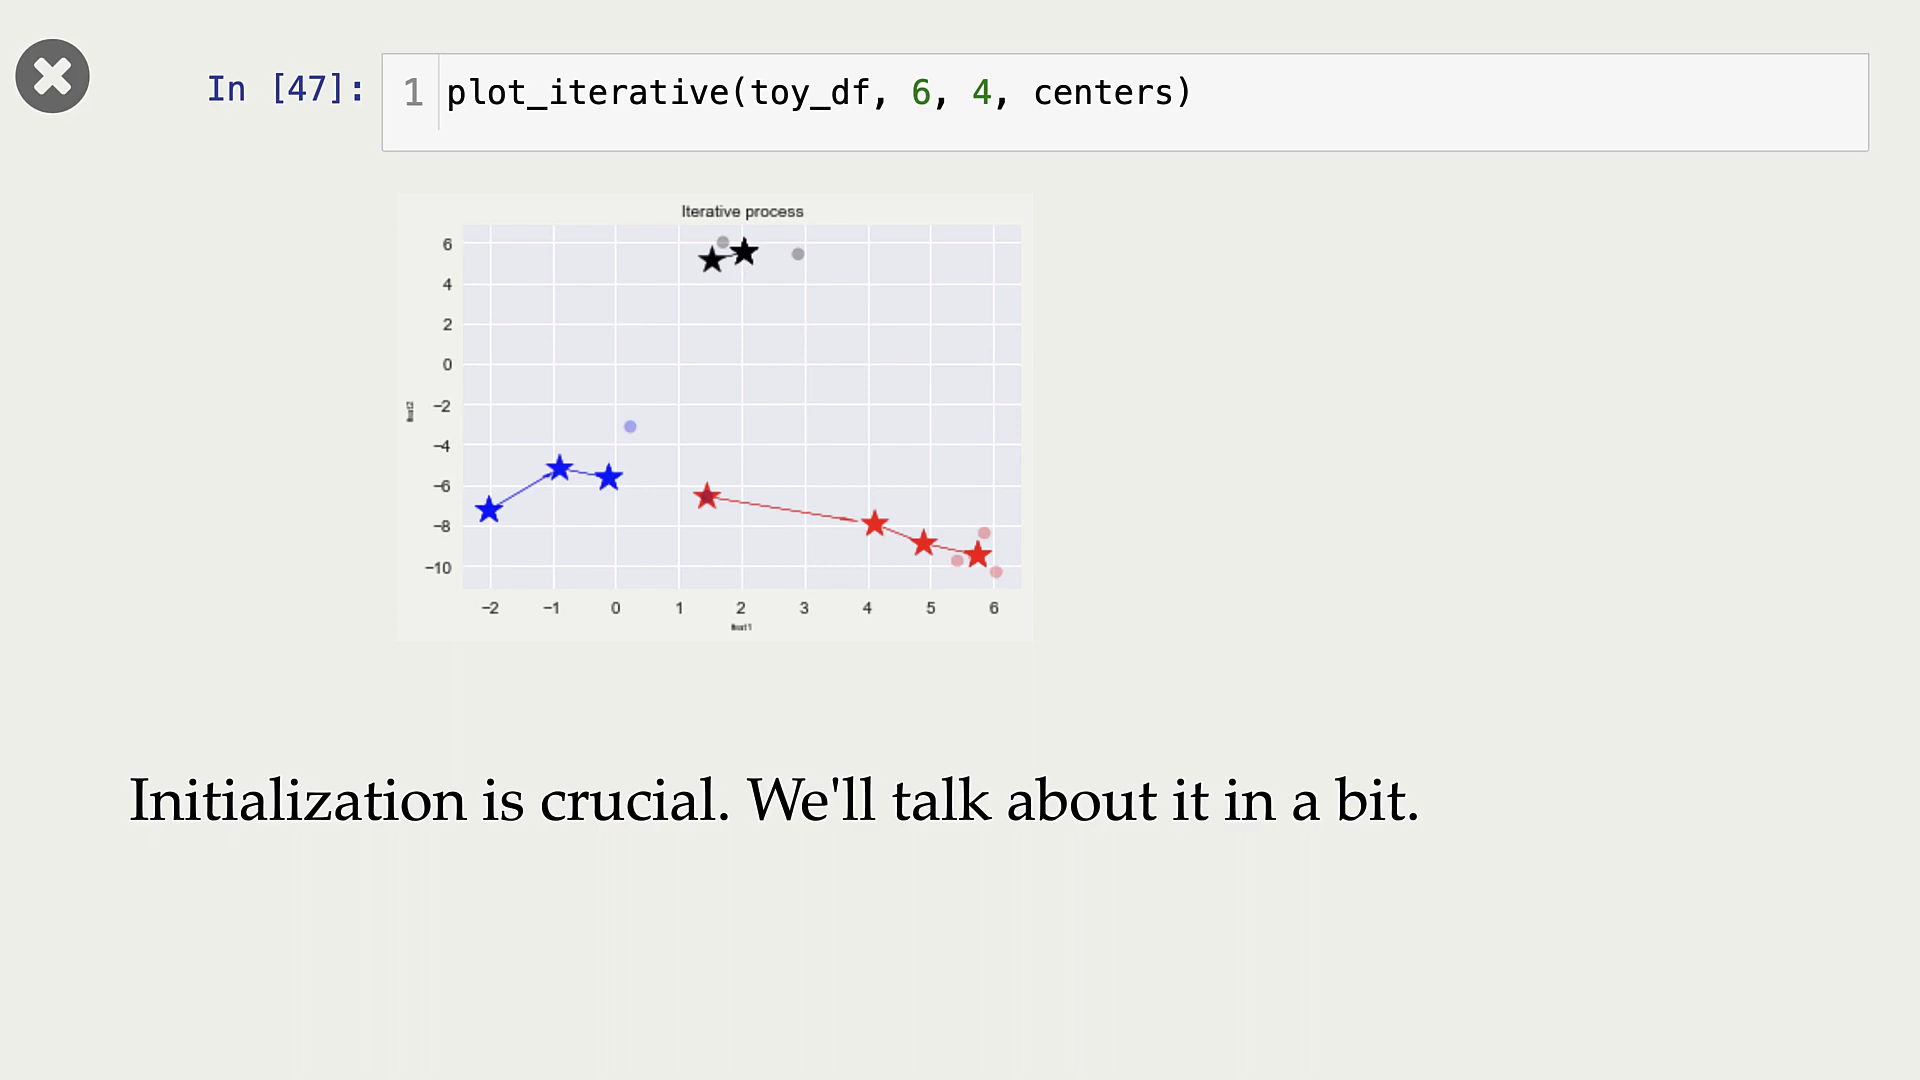 In [47]:
1 plot_iterative(toy_df, 6, 4, centers)
Iterative process
6
4
2
0
−2
−4
−6
−8
−10
feat2
−2 −1 0 1 2 3 4 5 6
feat1
Initialization is crucial. We'll talk about it in a bit.